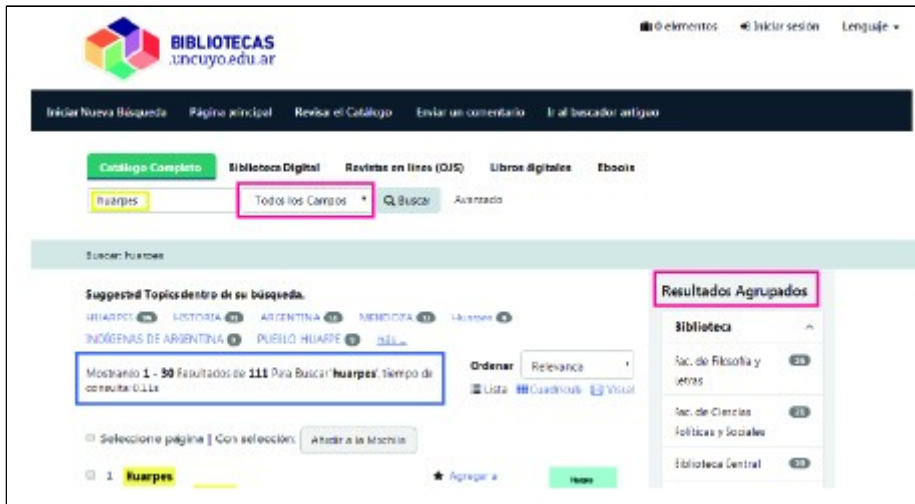 0 elementos Iniciar sesión Lenguaje
BIBLIOTECAS
.uncuyo.edu.ar
Iniciar Nueva Búsqueda Página principal Revisar el Catálogo Enviar un comentario Ir al buscador antiguo
Catálogo Completo Biblioteca Digital Revistas en línea (OJS) Libros digitales Ebooks
huarpes Todos los Campos Buscar Avanzado
Buscar: huarpes
Suggested Topics dentro de su búsqueda.
HUARPES HISTORIA ARGENTINA MENDOZA Huarpes
INDÍGENAS DE ARGENTINA PUEBLO HUARPE más ...
Mostrando 1 - 30 Resultados de 111 Para Buscar 'huarpes', tiempo de
consulta: 0.11s
Ordenar Relevancia
Lista Cuadrícula Visual
Seleccione página | Con selección: Añadir a la Mochila
1 Huarpes
Agregar a
Resultados Agrupados
Biblioteca
Fac. de Filosofía y
Letras
Fac. de Ciencias
Políticas y Sociales
Biblioteca Central